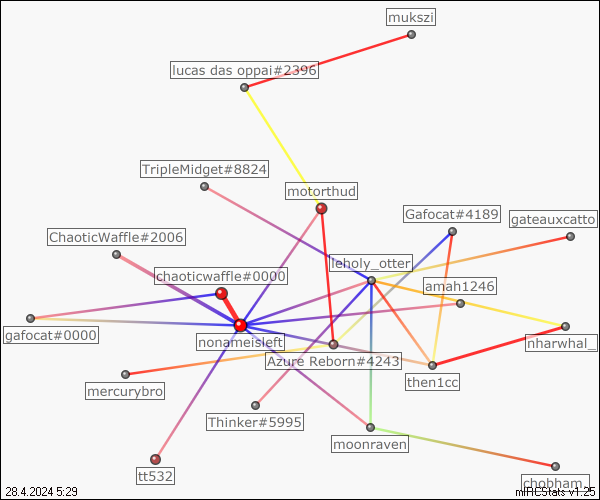 mukszi
lucas das oppai#2396
TripleMidget#8824
motorthud
Gafocat#4189
gateauxcatto
ChaoticWaffle#2006
leholy_otter
chaoticwaffle#0000
amah1246
gafocat#0000
nonameisleft
nharwhal_
Azure Reborn#4243
then1cc
mercurybro
Thinker#5995
moonraven
tt532
chobham_
28.4.2024 5:29
mIRCStats v1.25